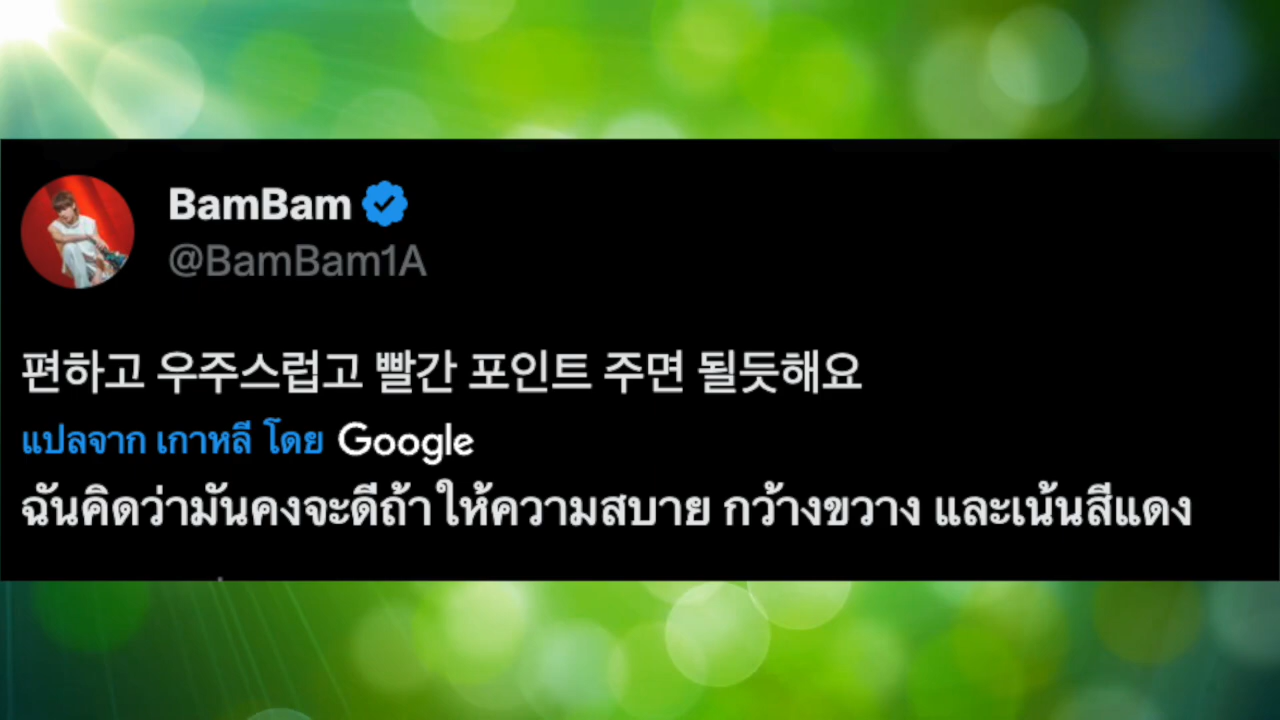 BamBam
@BamBam1A
편하고 우주스럽고 빨간 포인트 주면 될듯해요
แปลจาก เกาหลี โดย Google
ฉันคิดว่ามันคงจะดีถ้าให้ความสบาย กว้างขวาง และเน้นสีแดง